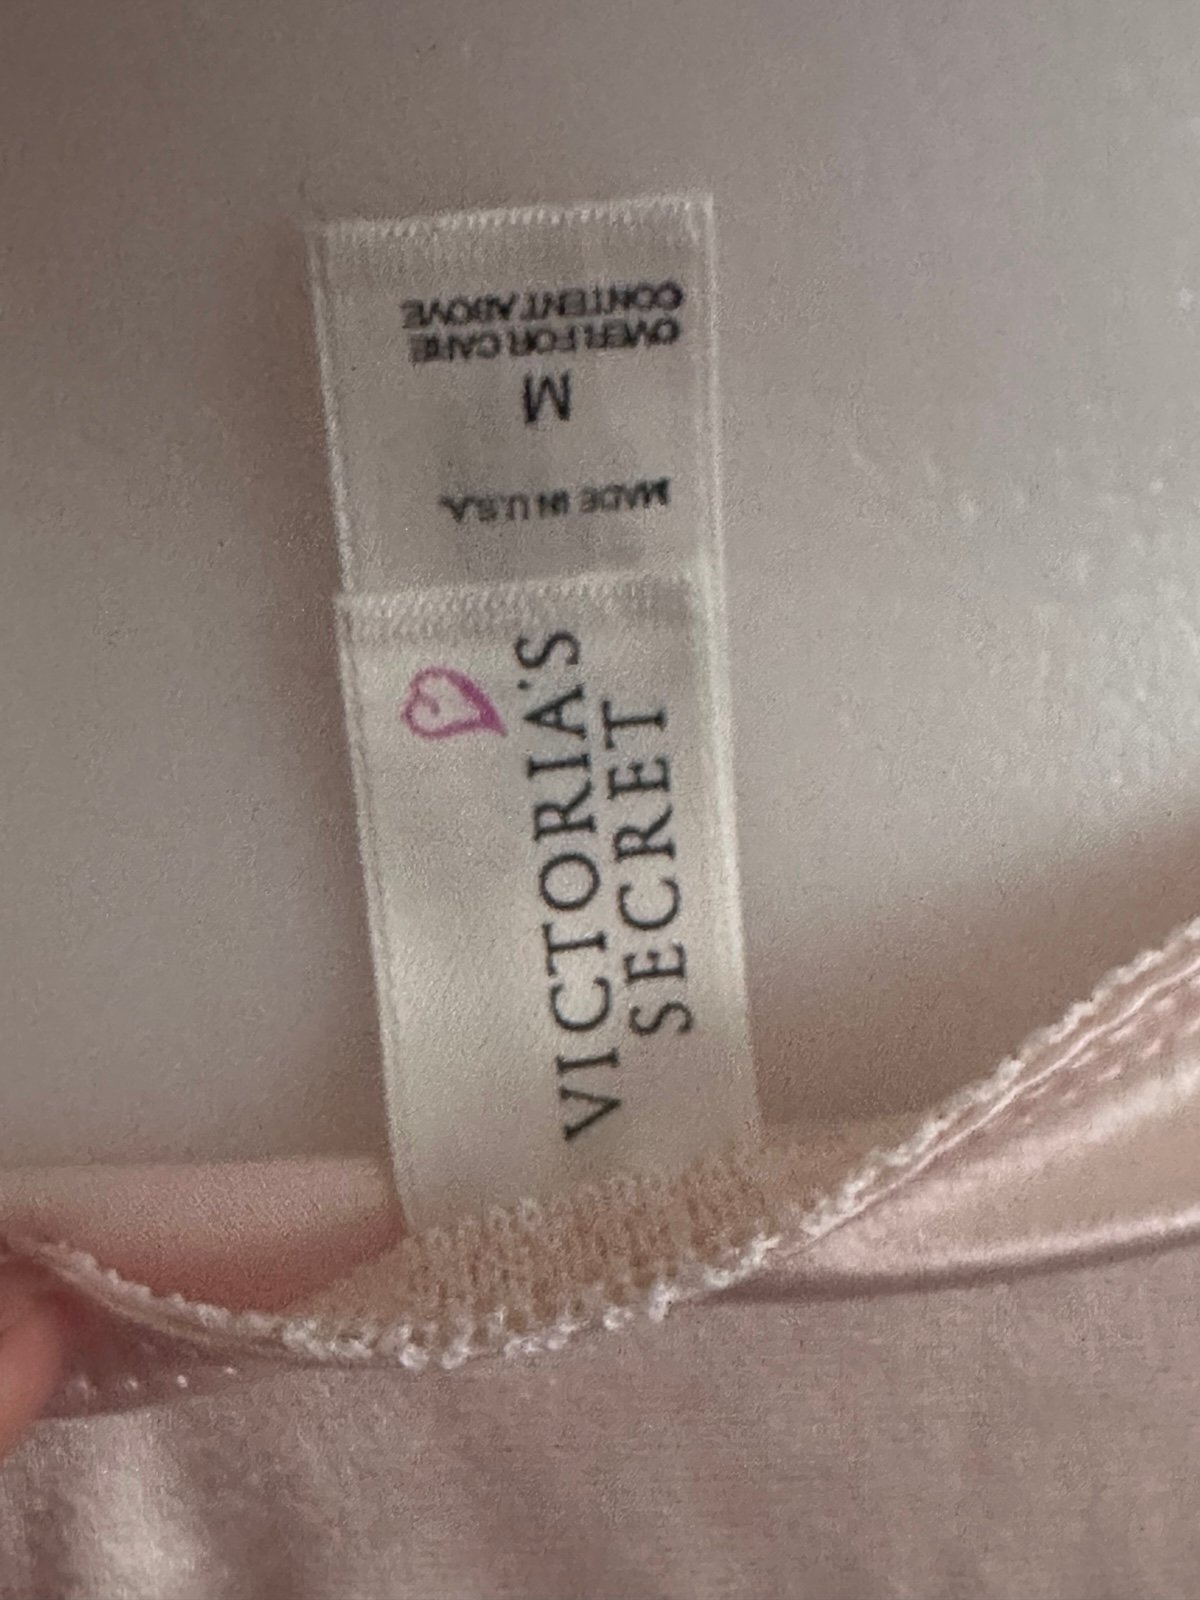 VICTORIA'S
SECRET
MADE IN U.S.A.
M
OVER FOR CARE
CONTENT ABOVE